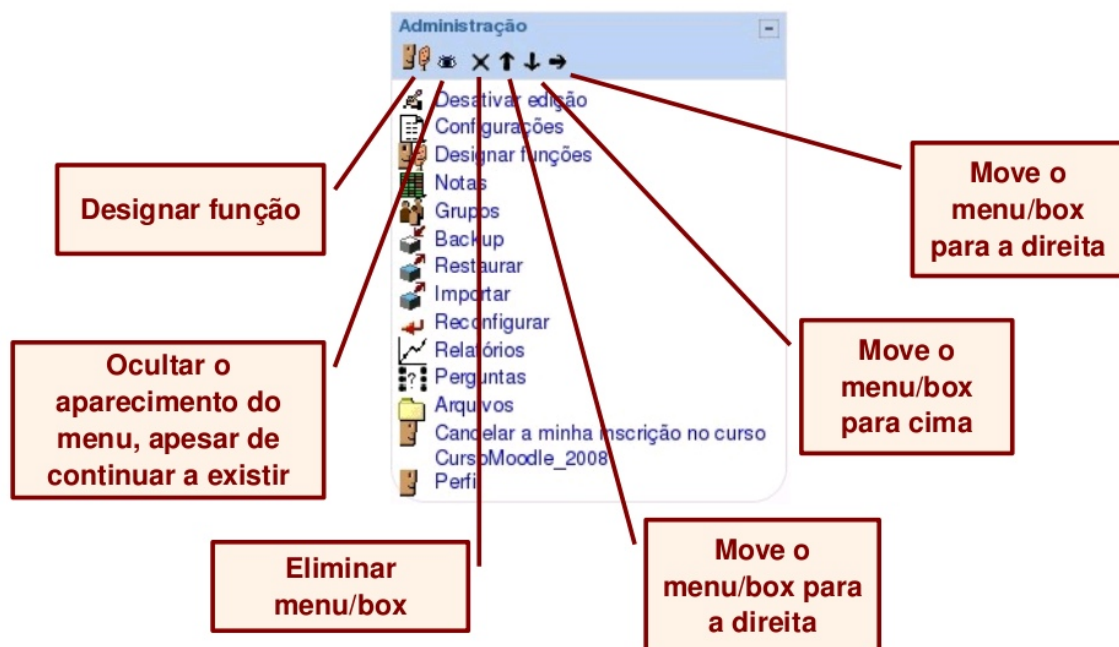 Administração
Desativar edição
Configurações
Designar funções
Notas
Grupos
Backup
Restaurar
Importar
Reconfigurar
Relatórios
Perguntas
Arquivos
Cancelar a minha inscrição no curso
CursoMoodle_2008
Perfil
Designar função
Ocultar o
aparecimento do
menu, apesar de
continuar a existir
Eliminar
menu/box
Move o
menu/box para
a direita
Move o
menu/box
para cima
Move o
menu/box
para a direita